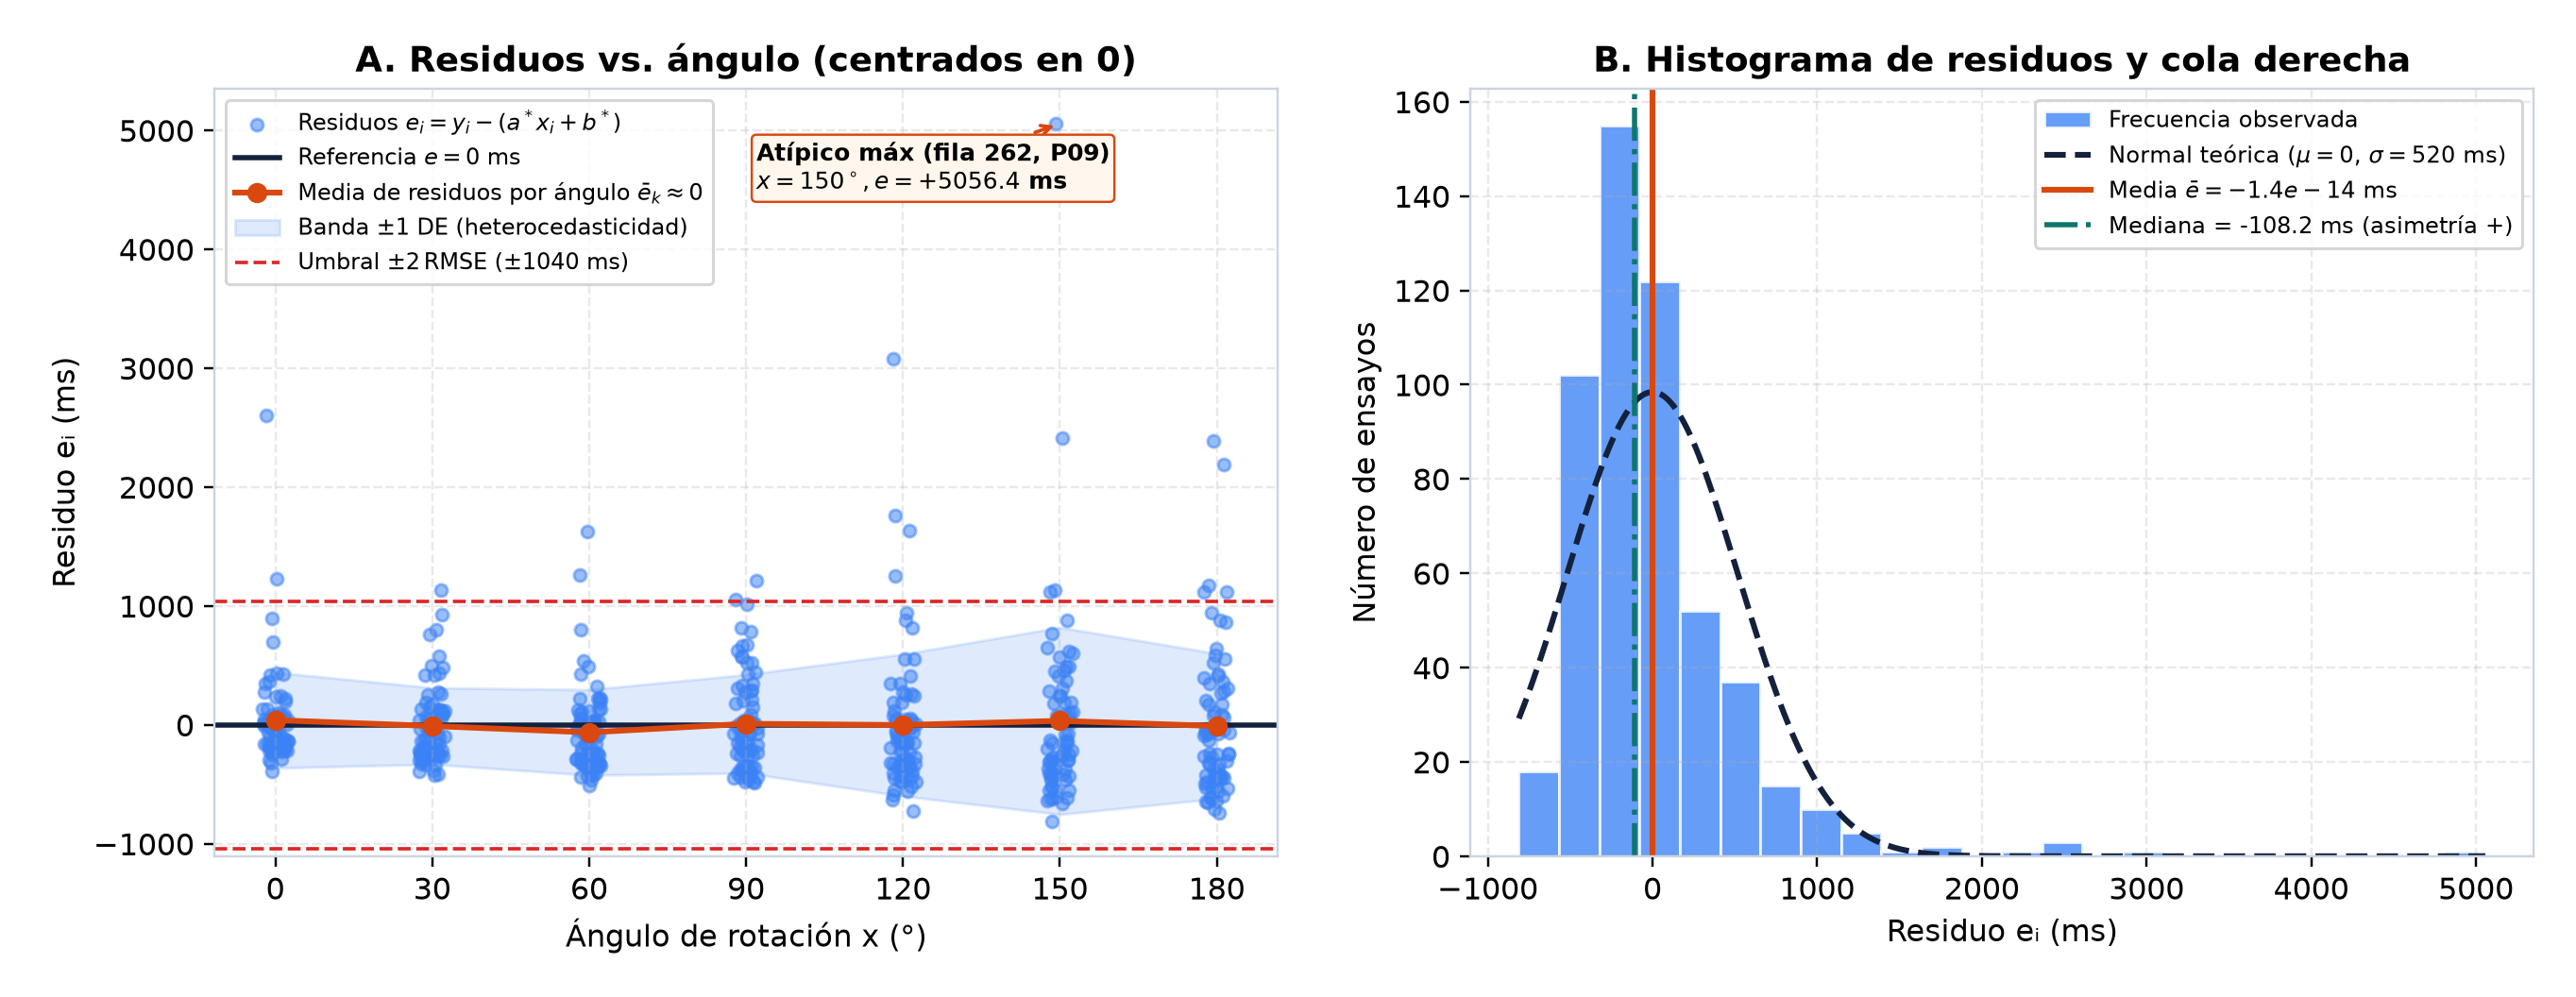 A. Residuos vs. ángulo (centrados en 0)
Residuos eᵢ = yᵢ − (a*xᵢ + b*)
Referencia e = 0 ms
Media de residuos por ángulo ēₖ ≈ 0
Banda ±1 DE (heterocedasticidad)
Umbral ±2 RMSE (±1040 ms)
Atípico máx (fila 262, P09)
x = 150°, e = +5056.4 ms
5000
4000
3000
2000
1000
0
−1000
Residuo eᵢ (ms)
0 30 60 90 120 150 180
Ángulo de rotación x (°)
B. Histograma de residuos y cola derecha
Frecuencia observada
Normal teórica (μ = 0, σ = 520 ms)
Media ē = −1.4e − 14 ms
Mediana = -108.2 ms (asimetría +)
160
140
120
100
80
60
40
20
0
Número de ensayos
−1000 0 1000 2000 3000 4000 5000
Residuo eᵢ (ms)